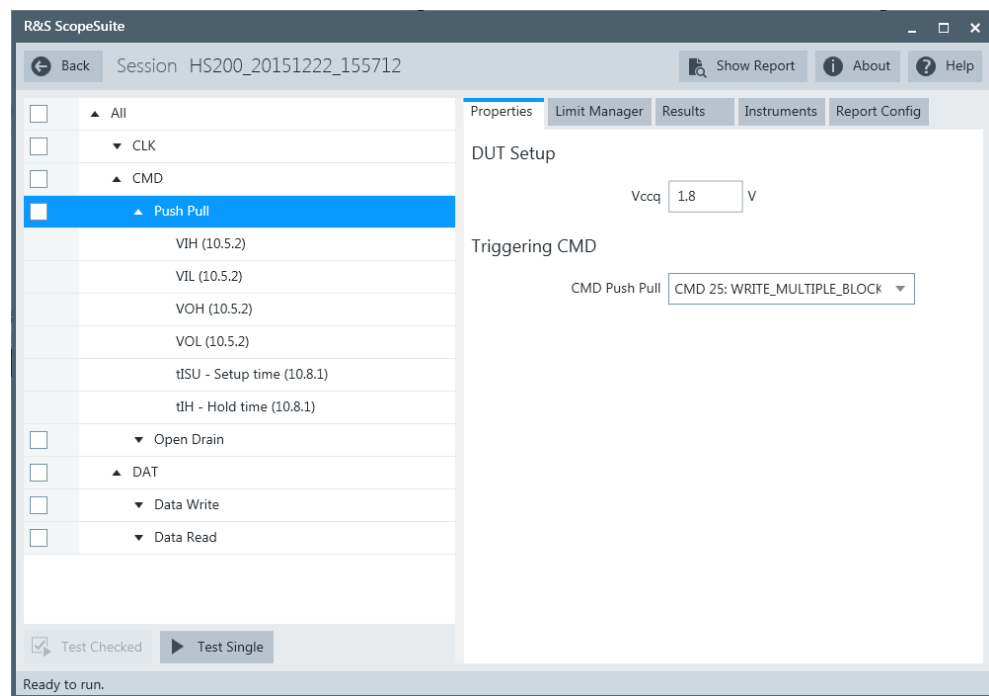 R&S ScopeSuite
Back
Session HS200_20151222_155712
Show Report
About
Help
All
CLK
CMD
Push Pull
VIH (10.5.2)
VIL (10.5.2)
VOH (10.5.2)
VOL (10.5.2)
tISU - Setup time (10.8.1)
tIH - Hold time (10.8.1)
Open Drain
DAT
Data Write
Data Read
Test Checked
Test Single
Properties
Limit Manager
Results
Instruments
Report Config
DUT Setup
Vccq 1.8 V
Triggering CMD
CMD Push Pull CMD 25: WRITE_MULTIPLE_BLOCK
Ready to run.